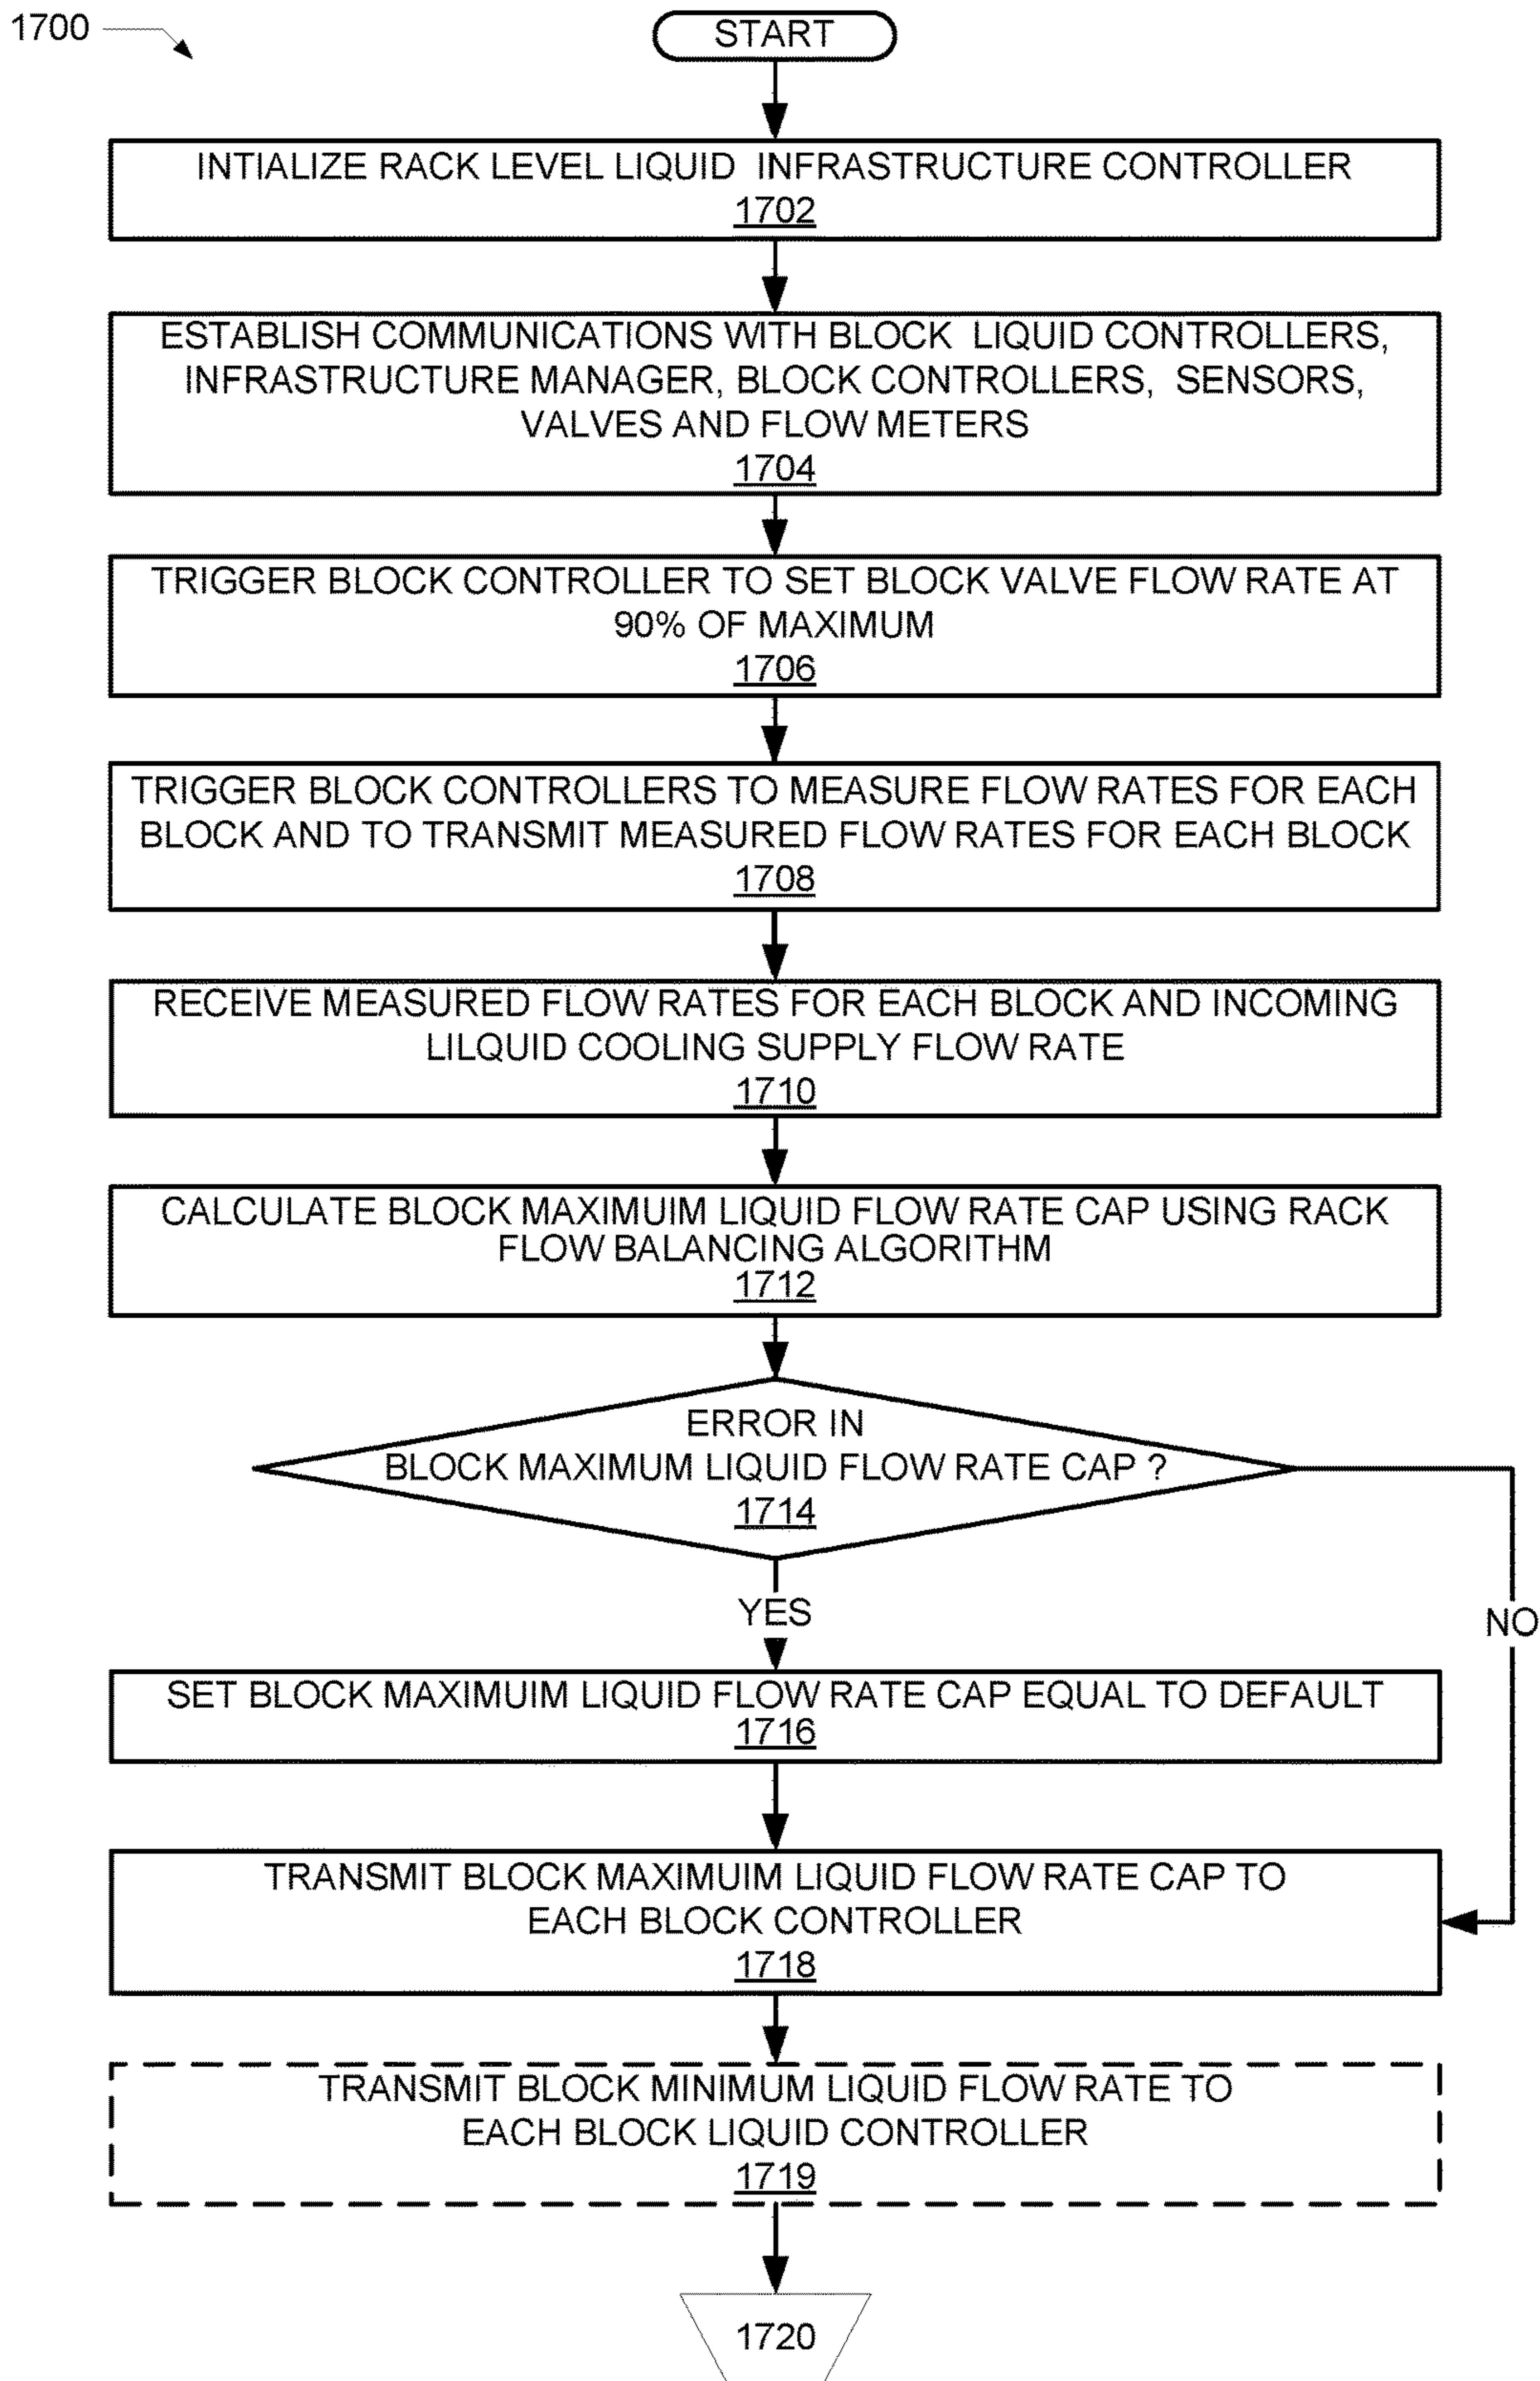 1700
START
INTIALIZE RACK LEVEL LIQUID INFRASTRUCTURE CONTROLLER
1702
ESTABLISH COMMUNICATIONS WITH BLOCK LIQUID CONTROLLERS,
INFRASTRUCTURE MANAGER, BLOCK CONTROLLERS, SENSORS,
VALVES AND FLOW METERS
1704
TRIGGER BLOCK CONTROLLER TO SET BLOCK VALVE FLOW RATE AT
90% OF MAXIMUM
1706
TRIGGER BLOCK CONTROLLERS TO MEASURE FLOW RATES FOR EACH
BLOCK AND TO TRANSMIT MEASURED FLOW RATES FOR EACH BLOCK
1708
RECEIVE MEASURED FLOW RATES FOR EACH BLOCK AND INCOMING
LILQUID COOLING SUPPLY FLOW RATE
1710
CALCULATE BLOCK MAXIMUIM LIQUID FLOW RATE CAP USING RACK
FLOW BALANCING ALGORITHM
1712
ERROR IN
BLOCK MAXIMUM LIQUID FLOW RATE CAP ?
1714
YES
NO
SET BLOCK MAXIMUIM LIQUID FLOW RATE CAP EQUAL TO DEFAULT
1716
TRANSMIT BLOCK MAXIMUIM LIQUID FLOW RATE CAP TO
EACH BLOCK CONTROLLER
1718
TRANSMIT BLOCK MINIMUM LIQUID FLOW RATE TO
EACH BLOCK LIQUID CONTROLLER
1719
1720